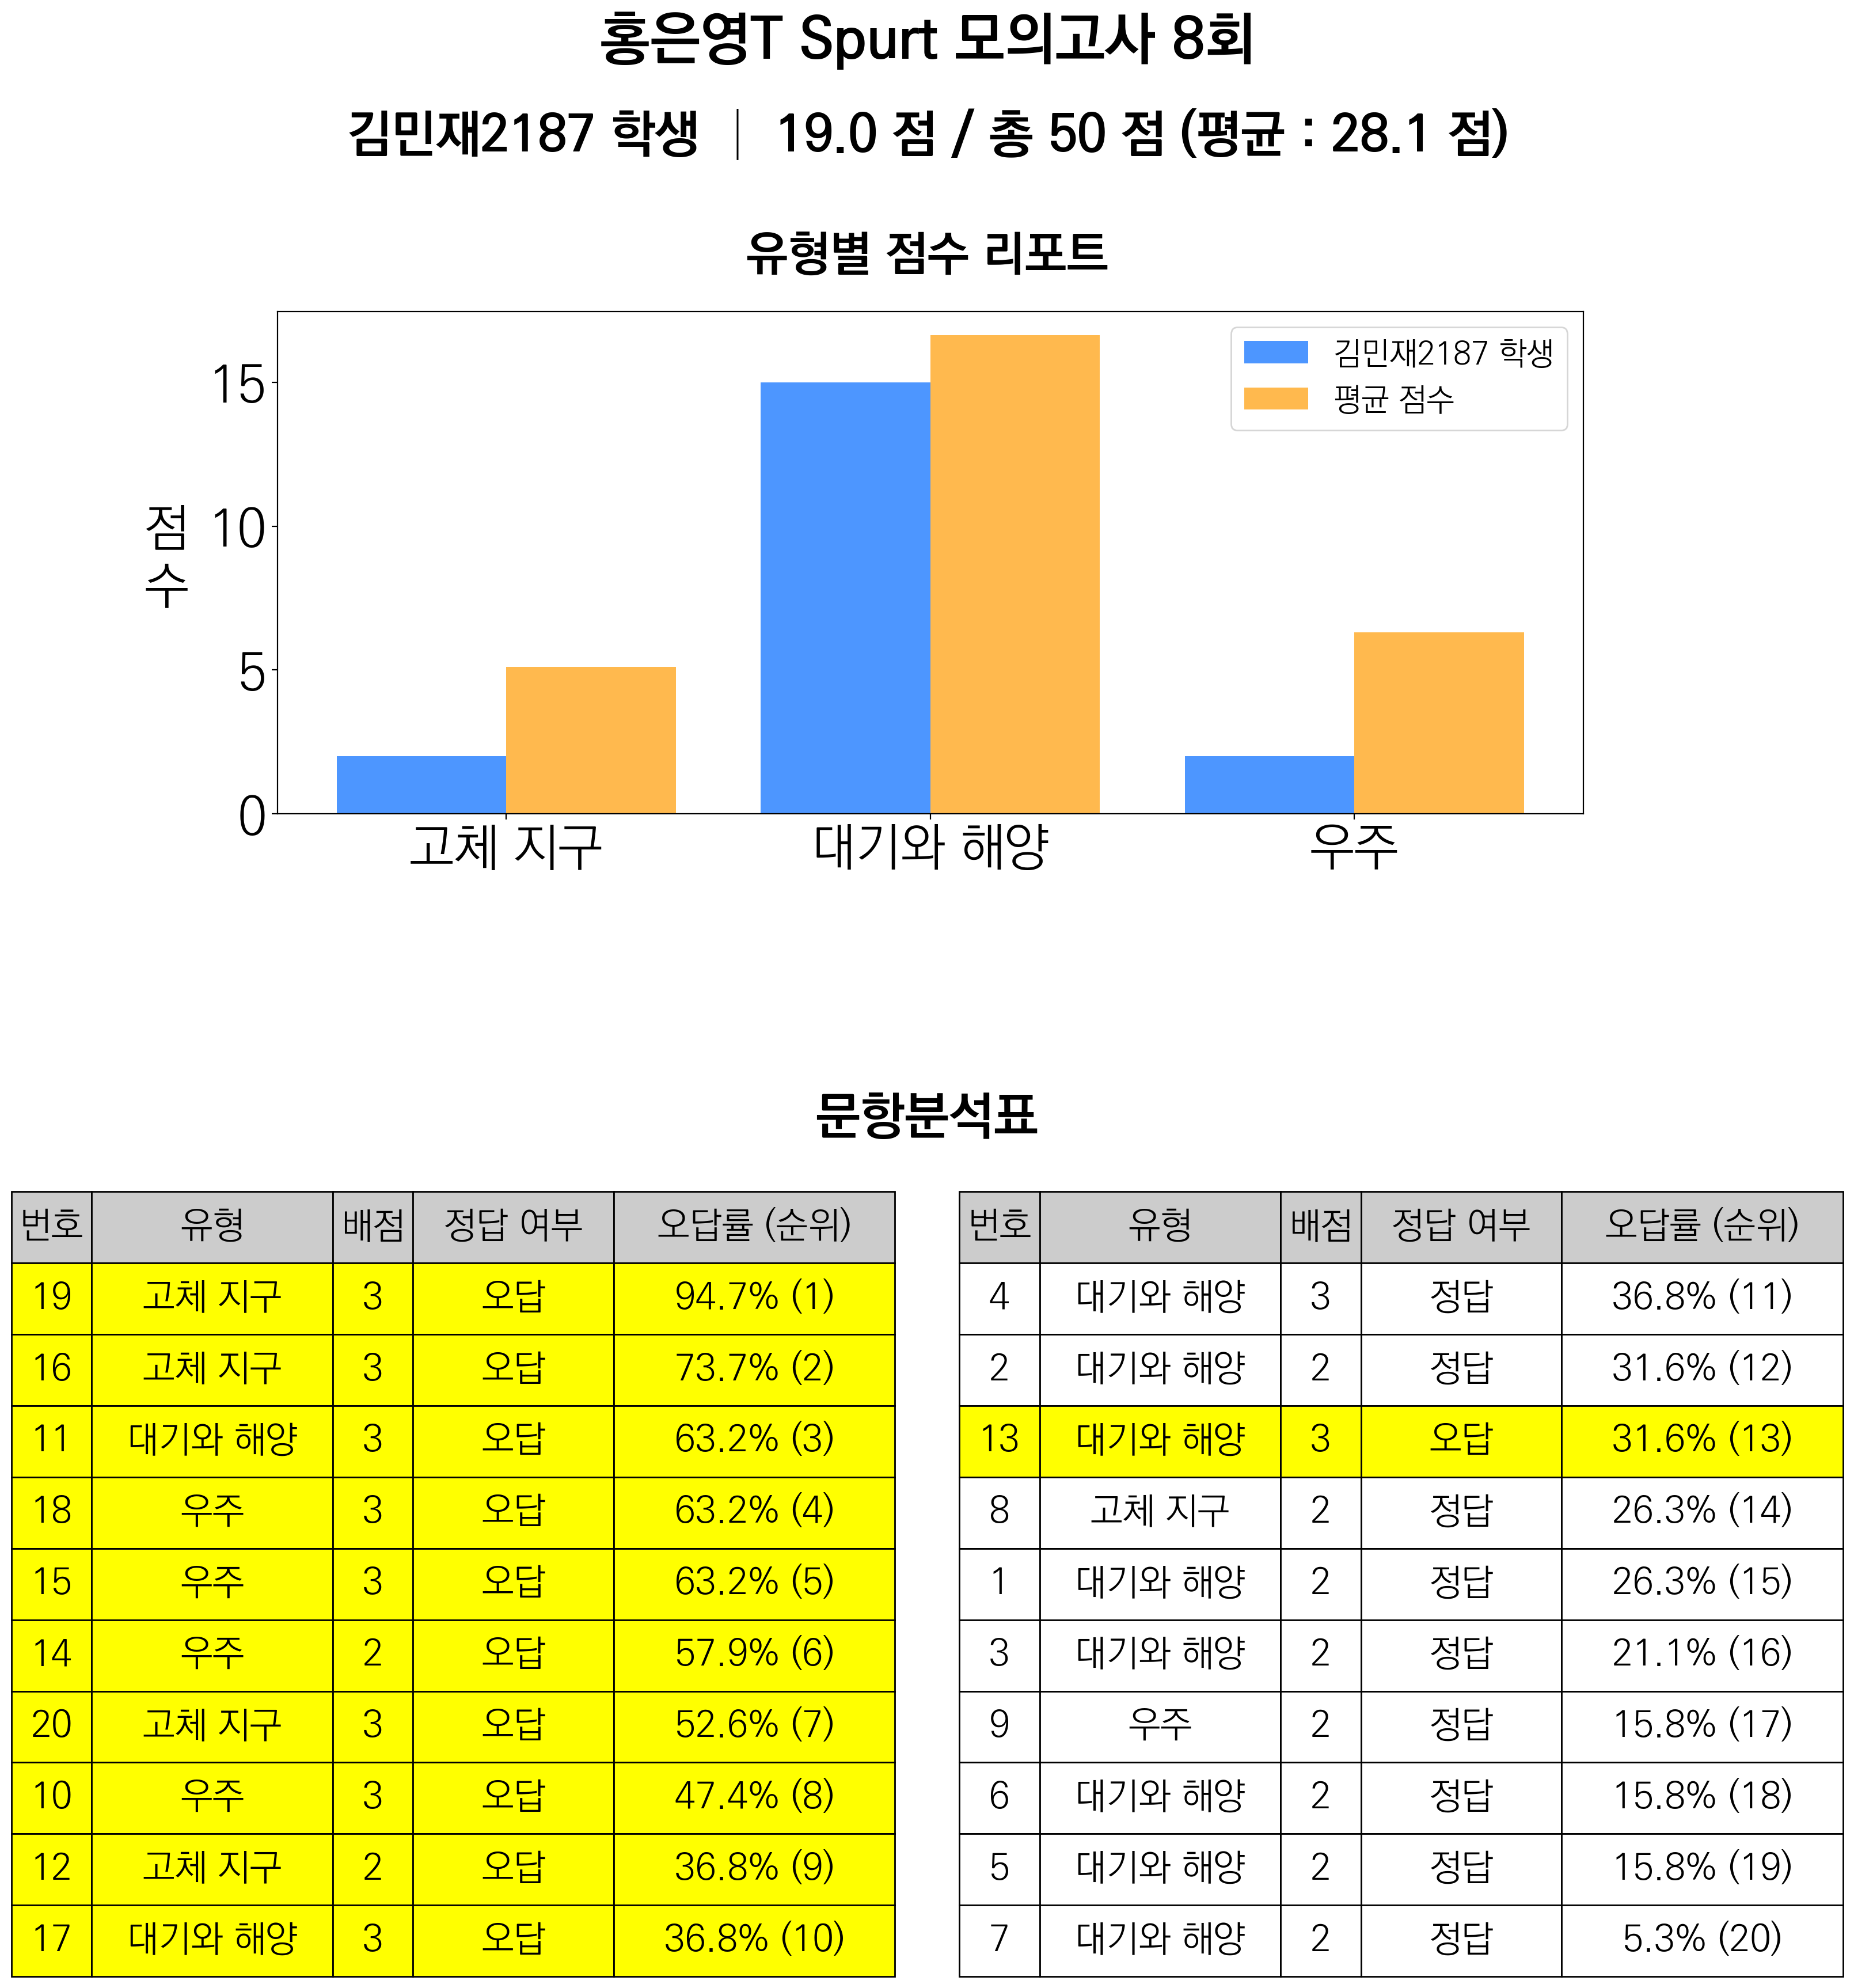 홍은영T Spurt 모의고사 8회
김민재2187 학생 | 19.0 점 / 총 50 점 (평균 : 28.1 점)
유형별 점수 리포트
김민재2187 학생
평균 점수
점수
15
10
5
0
고체 지구 대기와 해양 우주
문항분석표
번호 유형 배점 정답 여부 오답률 (순위)
19 고체 지구 3 오답 94.7% (1)
16 고체 지구 3 오답 73.7% (2)
11 대기와 해양 3 오답 63.2% (3)
18 우주 3 오답 63.2% (4)
15 우주 3 오답 63.2% (5)
14 우주 2 오답 57.9% (6)
20 고체 지구 3 오답 52.6% (7)
10 우주 3 오답 47.4% (8)
12 고체 지구 2 오답 36.8% (9)
17 대기와 해양 3 오답 36.8% (10)
번호 유형 배점 정답 여부 오답률 (순위)
4 대기와 해양 3 정답 36.8% (11)
2 대기와 해양 2 정답 31.6% (12)
13 대기와 해양 3 오답 31.6% (13)
8 고체 지구 2 정답 26.3% (14)
1 대기와 해양 2 정답 26.3% (15)
3 대기와 해양 2 정답 21.1% (16)
9 우주 2 정답 15.8% (17)
6 대기와 해양 2 정답 15.8% (18)
5 대기와 해양 2 정답 15.8% (19)
7 대기와 해양 2 정답 5.3% (20)